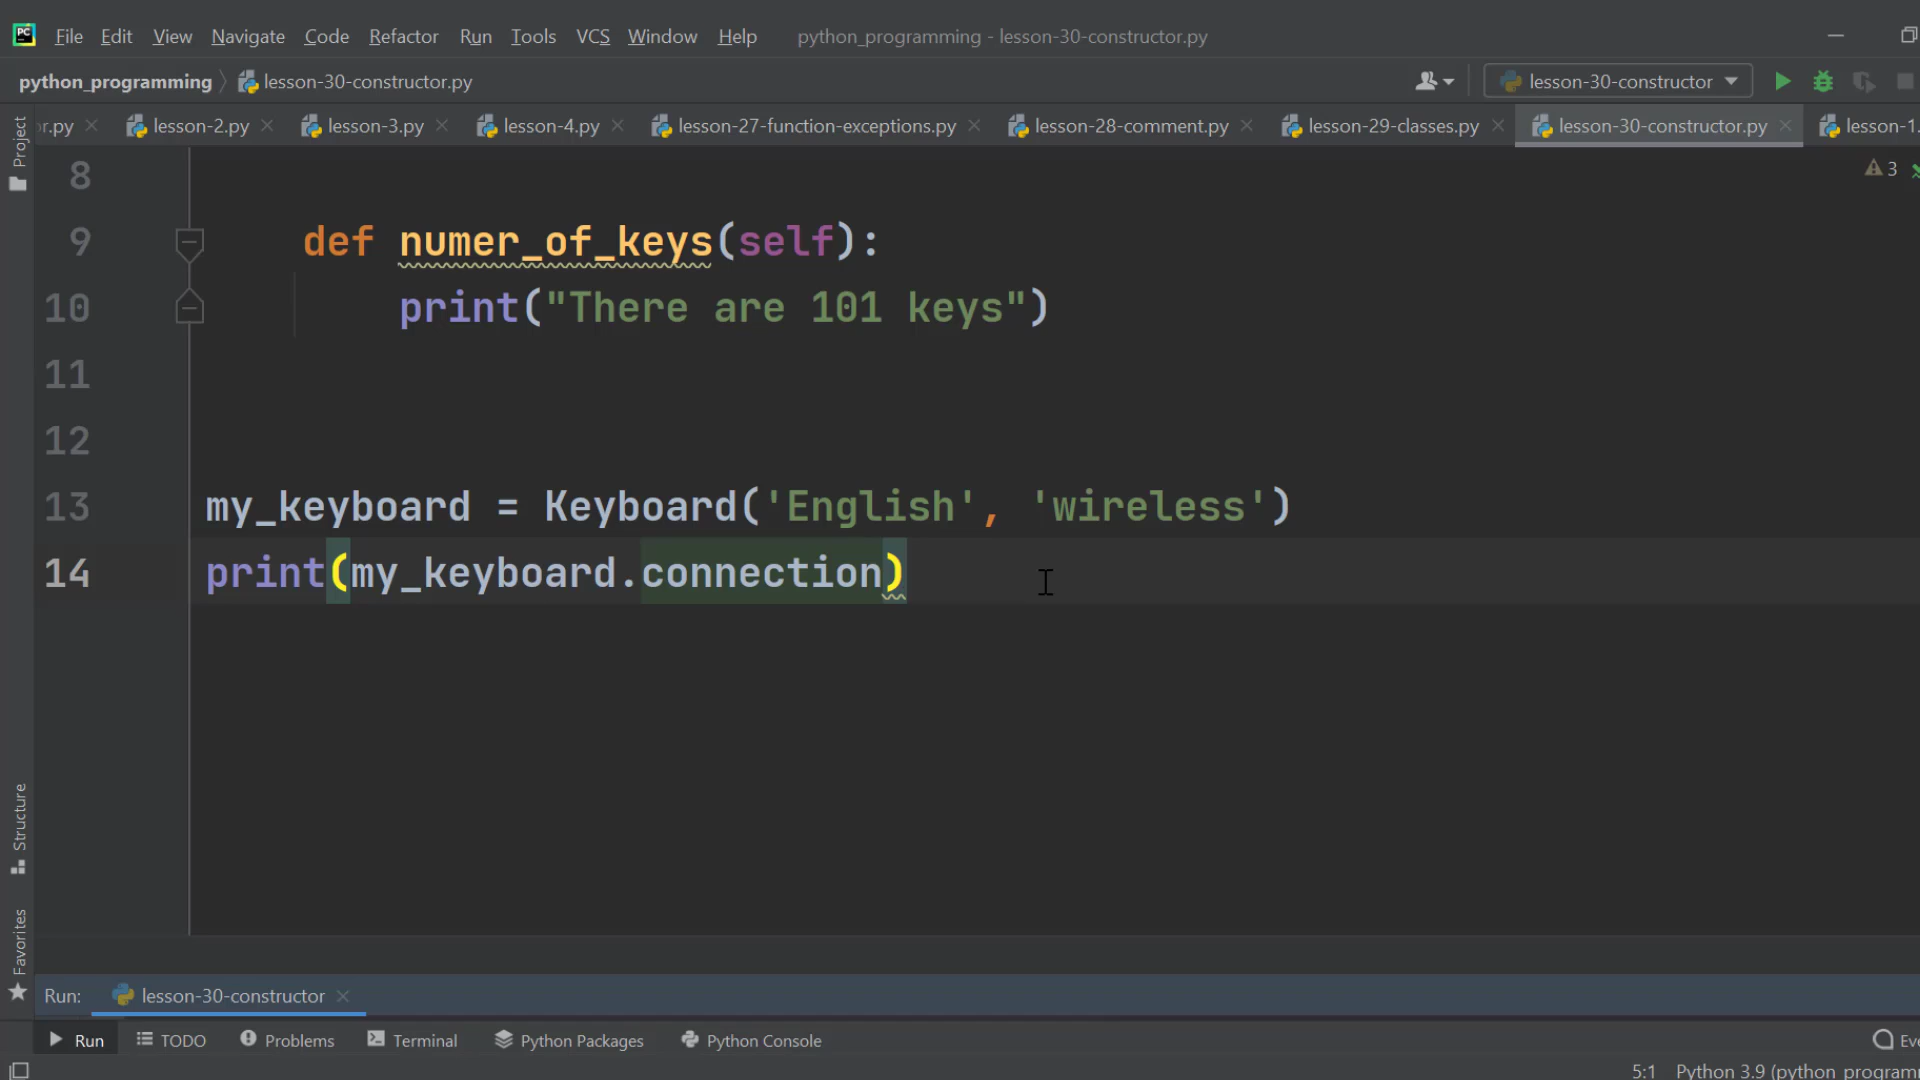 PC File Edit View Navigate Code Refactor Run Tools VCS Window Help python_programming - lesson-30-constructor.py
python_programming lesson-30-constructor.py lesson-30-constructor
r.py lesson-2.py lesson-3.py lesson-4.py lesson-27-function-exceptions.py lesson-28-comment.py lesson-29-classes.py lesson-30-constructor.py lesson-1.
Project
8
3
9 def numer_of_keys(self):
10 print("There are 101 keys")
11
12
13 my_keyboard = Keyboard('English', 'wireless')
14 print(my_keyboard.connection)
Structure
Favorites
Run: lesson-30-constructor
Run TODO Problems Terminal Python Packages Python Console Eve
5:1 Python 3.9 (python_programm